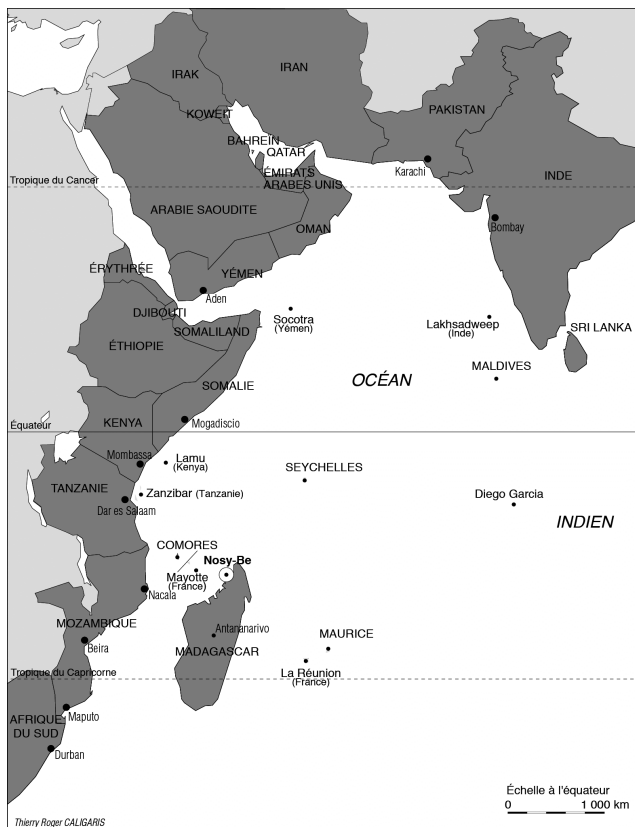 IRAK
IRAN
KOWEIT
PAKISTAN
BAHREÏN
QATAR
ÉMIRATS
ARABES UNIS
Karachi
INDE
Tropique du Cancer
ARABIE SAOUDITE
Bombay
OMAN
ÉRYTHRÉE
YÉMEN
Aden
DJIBOUTI
Socotra
(Yémen)
Lakhsadweep
(Inde)
SRI LANKA
SOMALILAND
ÉTHIOPIE
MALDIVES
OCÉAN
SOMALIE
Équateur
KENYA
Mogadiscio
Mombassa
Lamu
(Kenya)
SEYCHELLES
TANZANIE
Zanzibar (Tanzanie)
Diego Garcia
Dar es Salaam
INDIEN
COMORES
Nosy-Be
Mayotte
(France)
Nacala
MOZAMBIQUE
Antananarivo
MAURICE
Beira
MADAGASCAR
La Réunion
(France)
Tropique du Capricorne
AFRIQUE
DU SUD
Maputo
Durban
Échelle à l'équateur
0 1 000 km
Thierry Roger CALIGARIS